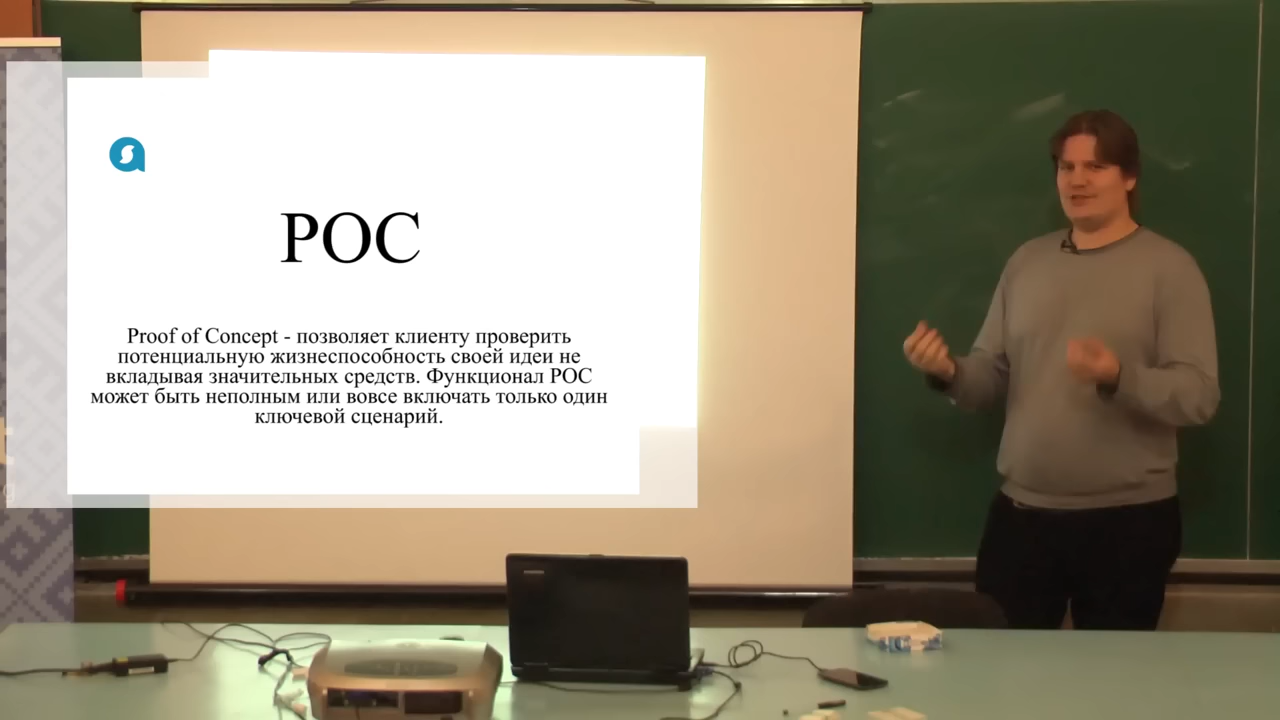 POC
Proof of Concept - позволяет клиенту проверить
потенциальную жизнеспособность своей идеи не
вкладывая значительных средств. Функционал POC
может быть неполным или вовсе включать только один
ключевой сценарий.